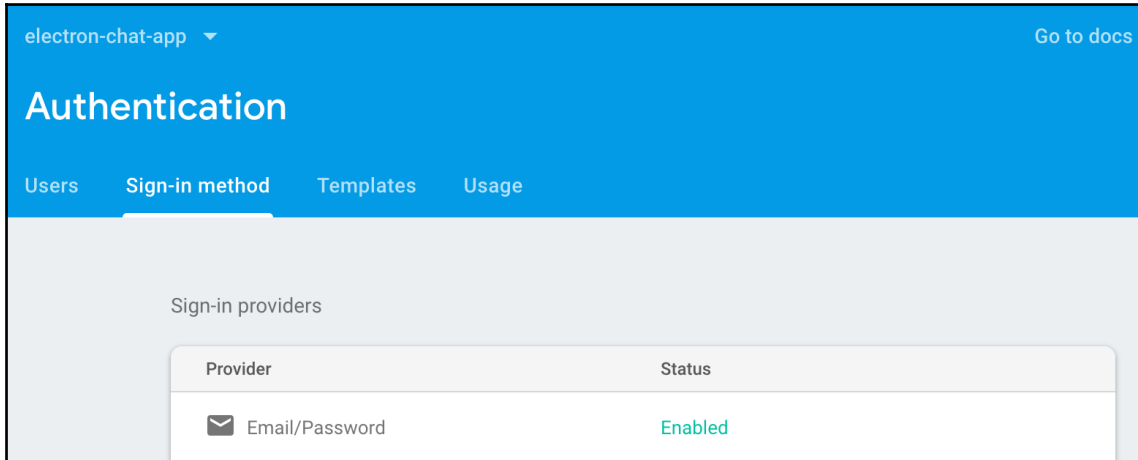 electron-chat-app Go to docs
Authentication
Users Sign-in method Templates Usage
Sign-in providers
Provider Status
Email/Password Enabled